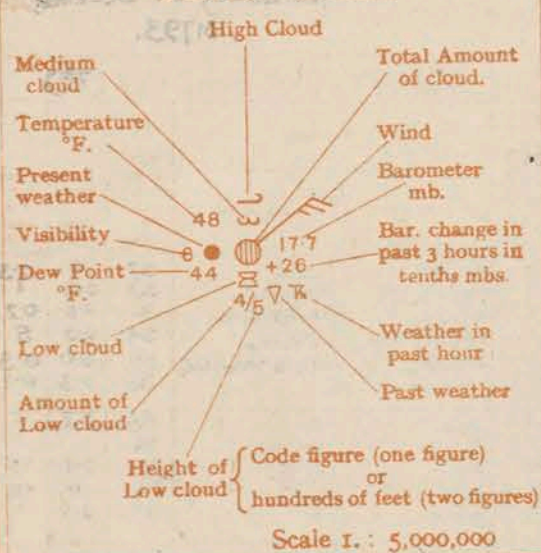 71793.
High Cloud
Medium
cloud
Total Amount
of cloud.
Temperature
°F.
Wind
Present
weather
Barometer
mb.
48
Visibility
8
17.7
Bar. change in
past 3 hours in
tenths mbs.
Dew Point
°F.
44
+26
4/5
Low cloud
Weather in
past hour
Amount of
Low cloud
Past weather
Height of
Low cloud
Code figure (one figure)
or
hundreds of feet (two figures)
Scale 1. : 5,000,000